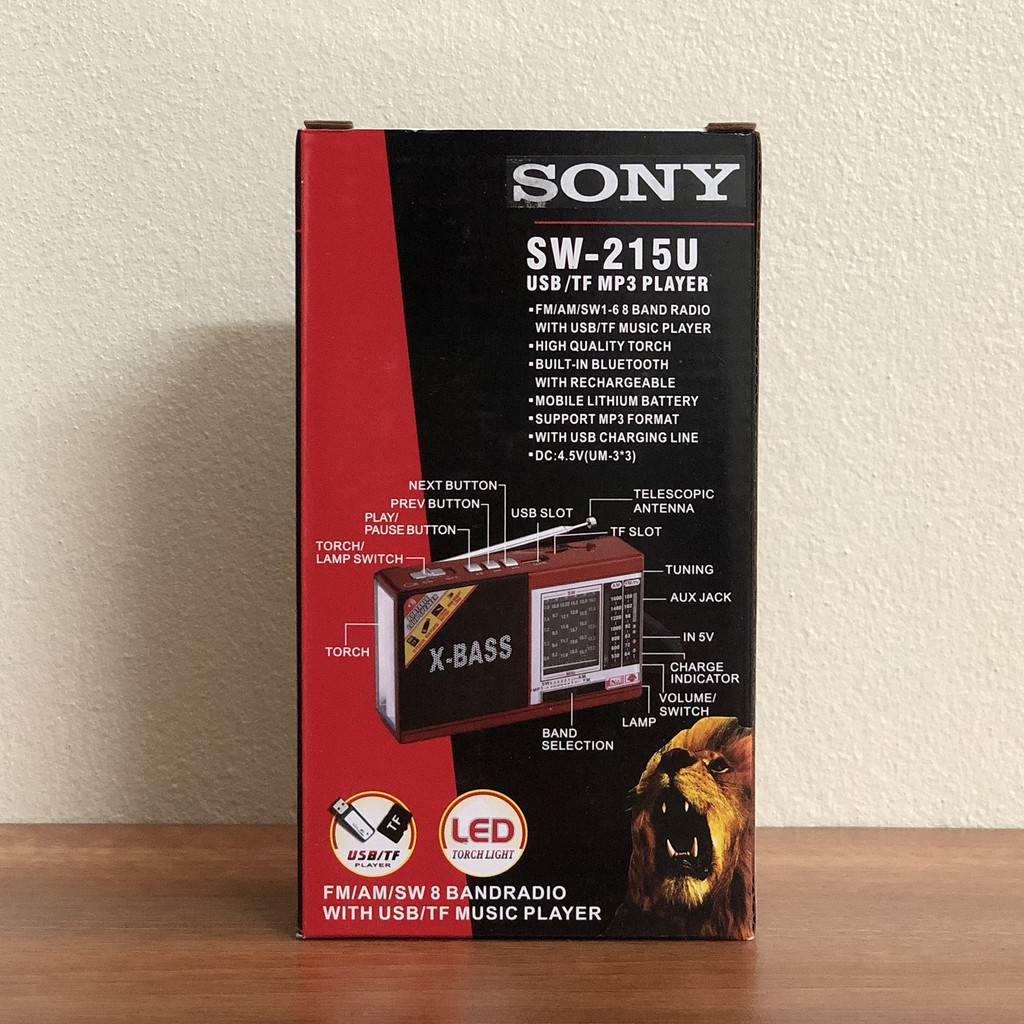 SONY
SW-215U
USB/TF MP3 PLAYER
▪FM/AM/SW1-6 8 BAND RADIO
WITH USB/TF MUSIC PLAYER
▪HIGH QUALITY TORCH
▪BUILT-IN BLUETOOTH
WITH RECHARGEABLE
▪MOBILE LITHIUM BATTERY
▪SUPPORT MP3 FORMAT
▪WITH USB CHARGING LINE
▪DC:4.5V(UM-3*3)
NEXT BUTTON
PREV BUTTON
PLAY/
PAUSE BUTTON
TORCH/
LAMP SWITCH
USB SLOT
TELESCOPIC
ANTENNA
TF SLOT
TUNING
AUX JACK
IN 5V
CHARGE
INDICATOR
VOLUME/
SWITCH
LAMP
BAND
SELECTION
TORCH
X-BASS
TF
USB/TF
PLAYER
LED
TORCH LIGHT
FM/AM/SW 8 BANDRADIO
WITH USB/TF MUSIC PLAYER